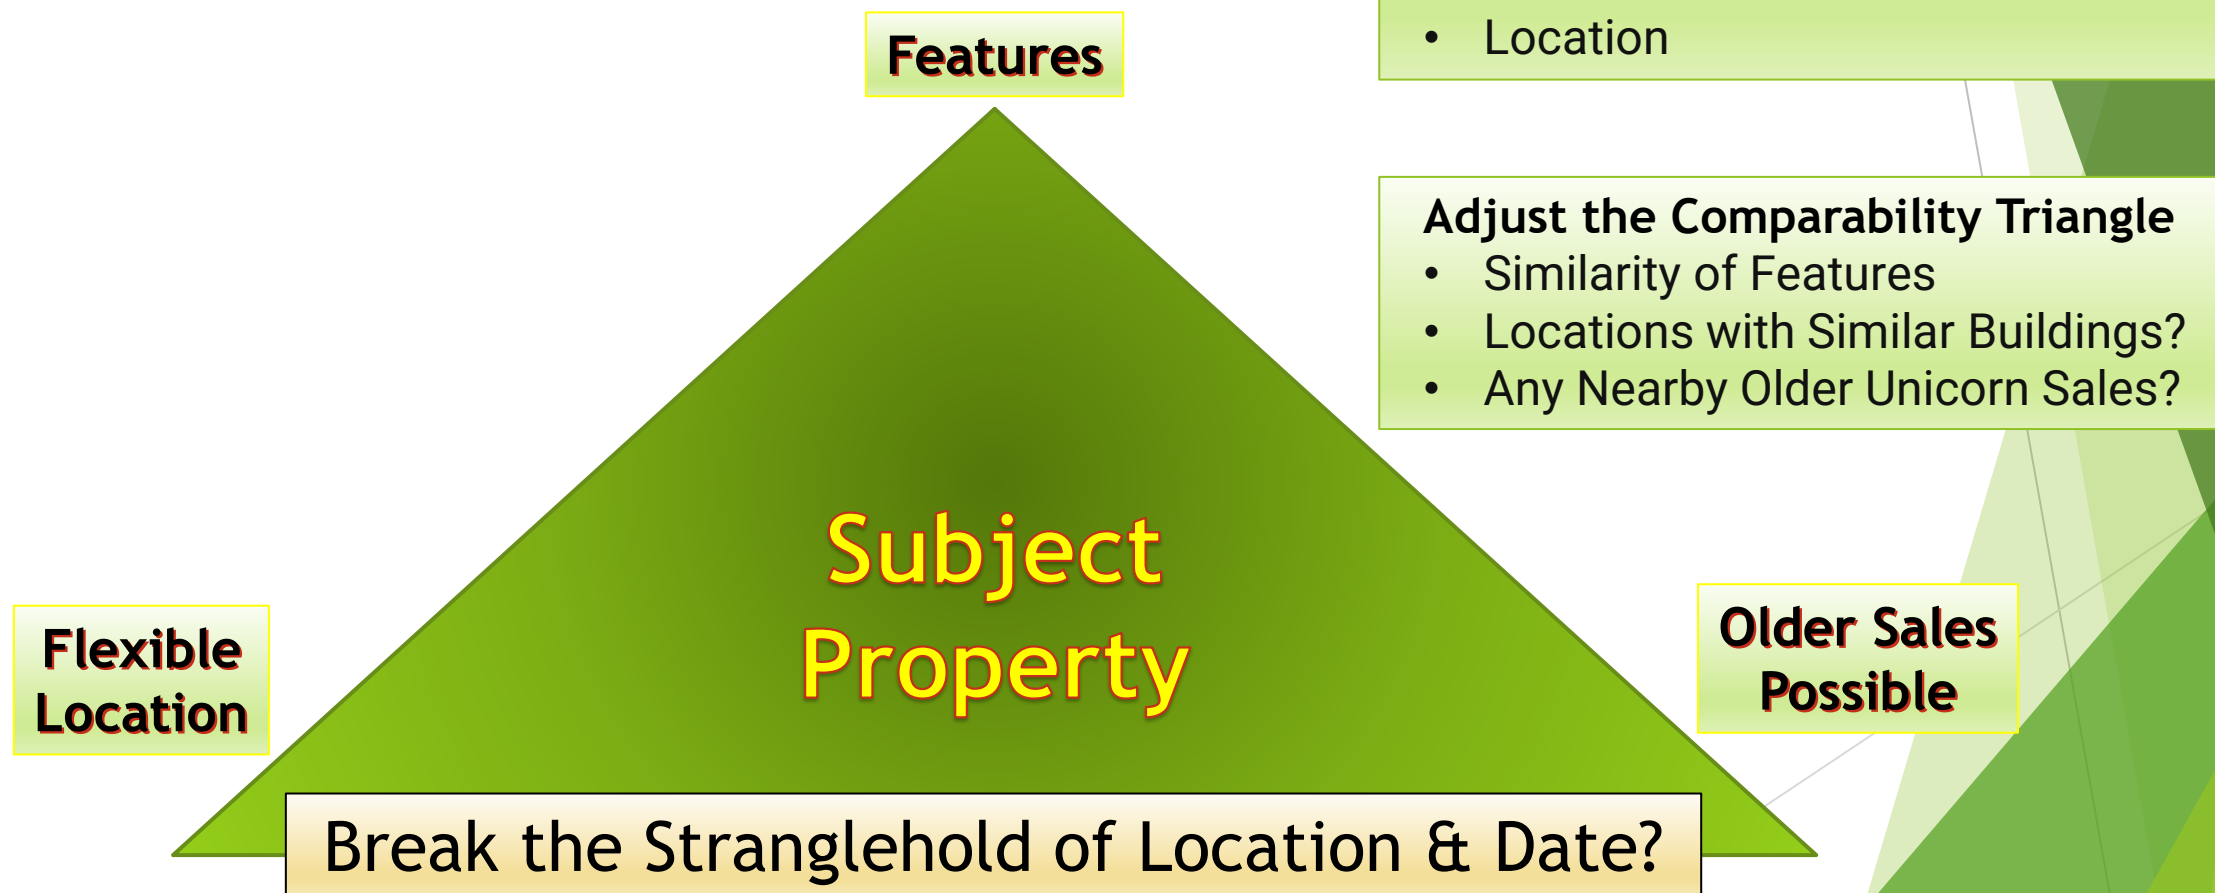 Features
• Location
Adjust the Comparability Triangle
• Similarity of Features
• Locations with Similar Buildings?
• Any Nearby Older Unicorn Sales?
Subject
Property
Flexible
Location
Older Sales
Possible
Break the Stranglehold of Location & Date?